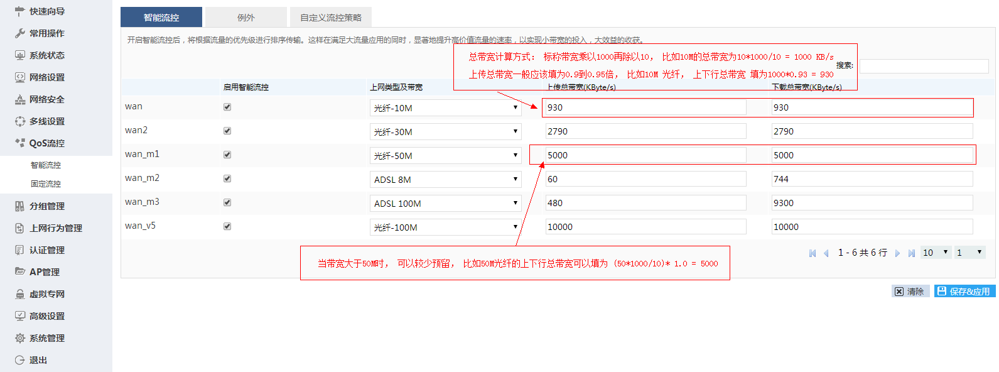 快速向导
常用操作
系统状态
网络设置
网络安全
多线设置
QoS流控
智能流控
固定流控
分组管理
上网行为管理
认证管理
AP管理
虚拟专网
高级设置
系统管理
退出
智能流控 例外 自定义流控策略
开启智能流控后，将根据流量的优先级进行排序传输。这样在满足大流量应用的同时，显著地提升高价值流量的速率，以实现小带宽的投入，大效益的收获。
总带宽计算方式： 标称带宽乘以1000再除以10， 比如10M的总带宽为10*1000/10 = 1000 KB/s
上传总带宽一般应该填为0.9到0.95倍， 比如10M 光纤， 上下行总带宽 填为1000*0.93 = 930
搜索:
启用智能流控 上网类型及带宽 上传总带宽(KByte/s) 下载总带宽(KByte/s)
wan 光纤-10M 930 930
wan2 光纤-30M 2790 2790
wan_m1 光纤-50M 5000 5000
wan_m2 ADSL 8M 60 744
wan_m3 ADSL 100M 480 9300
wan_v5 光纤-100M 10000 10000
1 - 6 共 6 行 10 1
当带宽大于50M时， 可以较少预留， 比如50M光纤的上下行总带宽可以填为 (50*1000/10)* 1.0 = 5000
清除 保存&应用